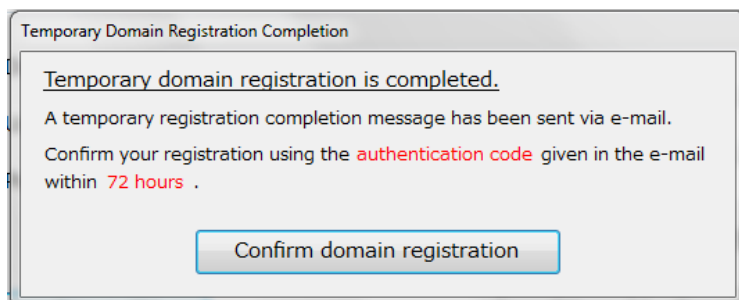 Temporary Domain Registration Completion
Temporary domain registration is completed.
A temporary registration completion message has been sent via e-mail.
Confirm your registration using the authentication code given in the e-mail
within 72 hours .
Confirm domain registration